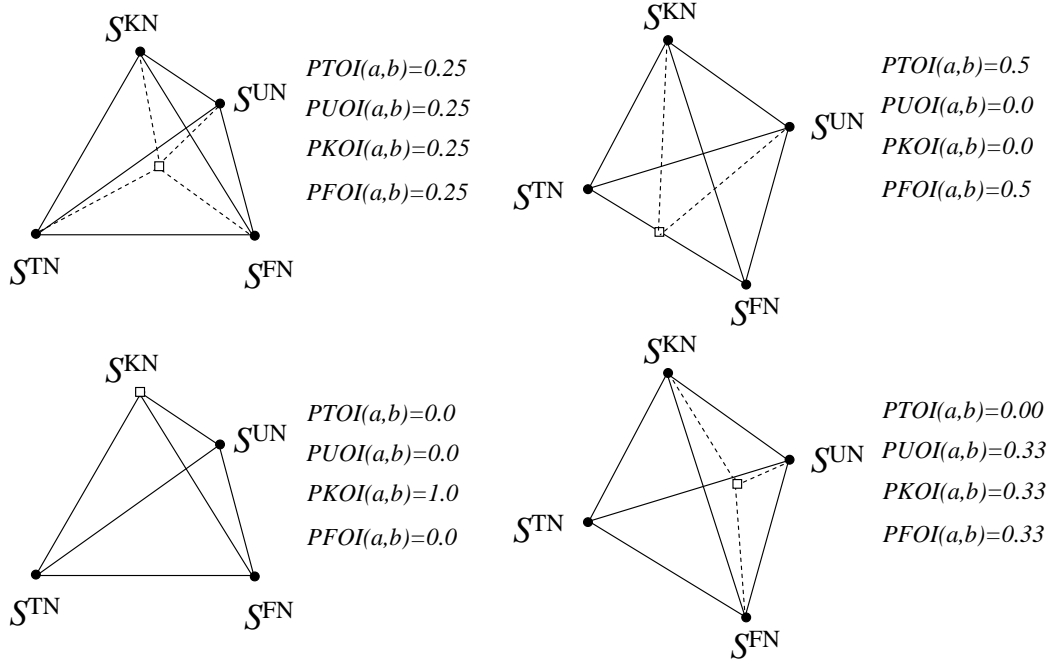 S^KN
S^UN
S^TN
S^FN
PTOI(a,b)=0.25
PUOI(a,b)=0.25
PKOI(a,b)=0.25
PFOI(a,b)=0.25
S^KN
S^UN
S^TN
S^FN
PTOI(a,b)=0.5
PUOI(a,b)=0.0
PKOI(a,b)=0.0
PFOI(a,b)=0.5
S^KN
S^UN
S^TN
S^FN
PTOI(a,b)=0.0
PUOI(a,b)=0.0
PKOI(a,b)=1.0
PFOI(a,b)=0.0
S^KN
S^UN
S^TN
S^FN
PTOI(a,b)=0.00
PUOI(a,b)=0.33
PKOI(a,b)=0.33
PFOI(a,b)=0.33